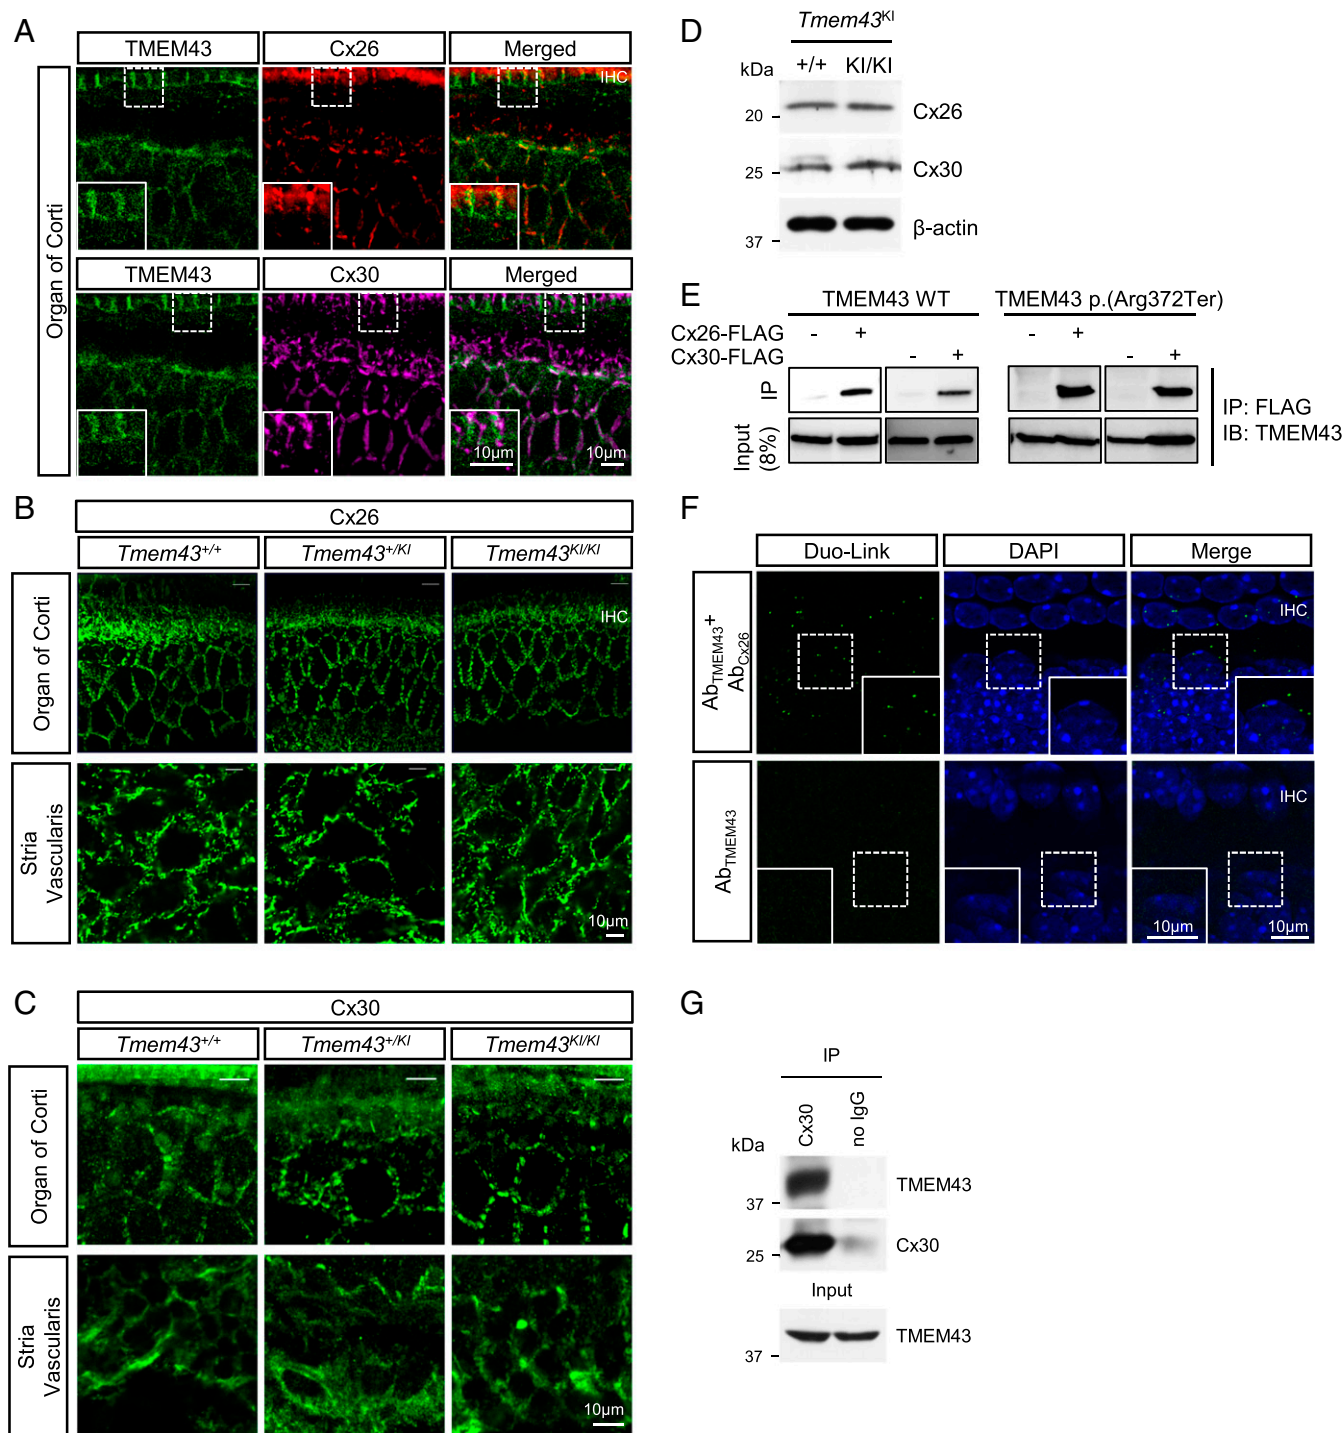 A
TMEM43 Cx26 Merged
IHC
Organ of Corti
TMEM43 Cx30 Merged
10µm 10µm
B
Cx26
Tmem43+/+ Tmem43+/KI Tmem43KI/KI
Organ of Corti
IHC
Stria
Vascularis
10µm
C
Cx30
Tmem43+/+ Tmem43+/KI Tmem43KI/KI
Organ of Corti
Stria
Vascularis
10µm
D
Tmem43KI
kDa +/+ KI/KI
20 Cx26
25 Cx30
37 β-actin
E
TMEM43 WT TMEM43 p.(Arg372Ter)
Cx26-FLAG - + - +
Cx30-FLAG - + - +
IP
Input
(8%)
IP: FLAG
IB: TMEM43
F
Duo-Link DAPI Merge
AbTMEM43+
AbCx26
IHC
AbTMEM43
IHC
10µm 10µm
G
IP
kDa Cx30 no IgG
TMEM43
37
Cx30
25
Input
TMEM43
37